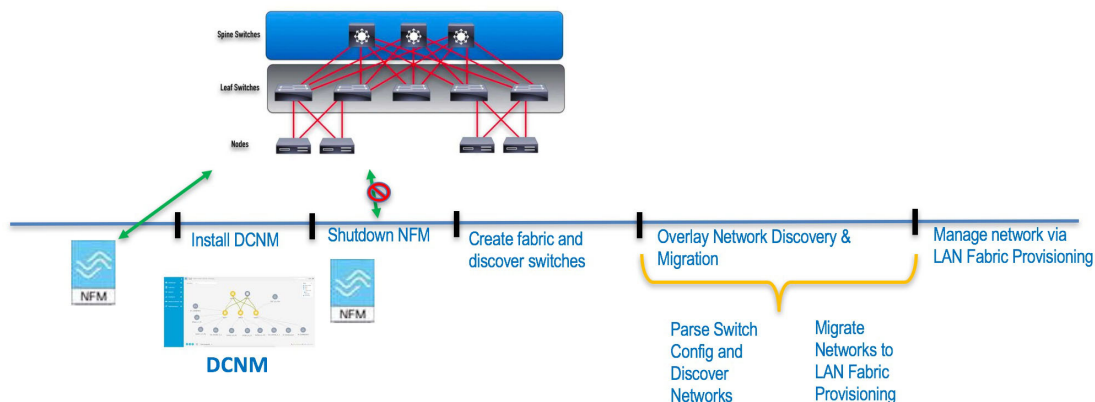 Spine Switches
Leaf Switches
Nodes
NFM
Install DCNM
DCNM
Shutdown NFM
NFM
Create fabric and
discover switches
Overlay Network Discovery &
Migration
Parse Switch
Config and
Discover
Networks
Migrate
Networks to
LAN Fabric
Provisioning
Manage network via
LAN Fabric Provisioning